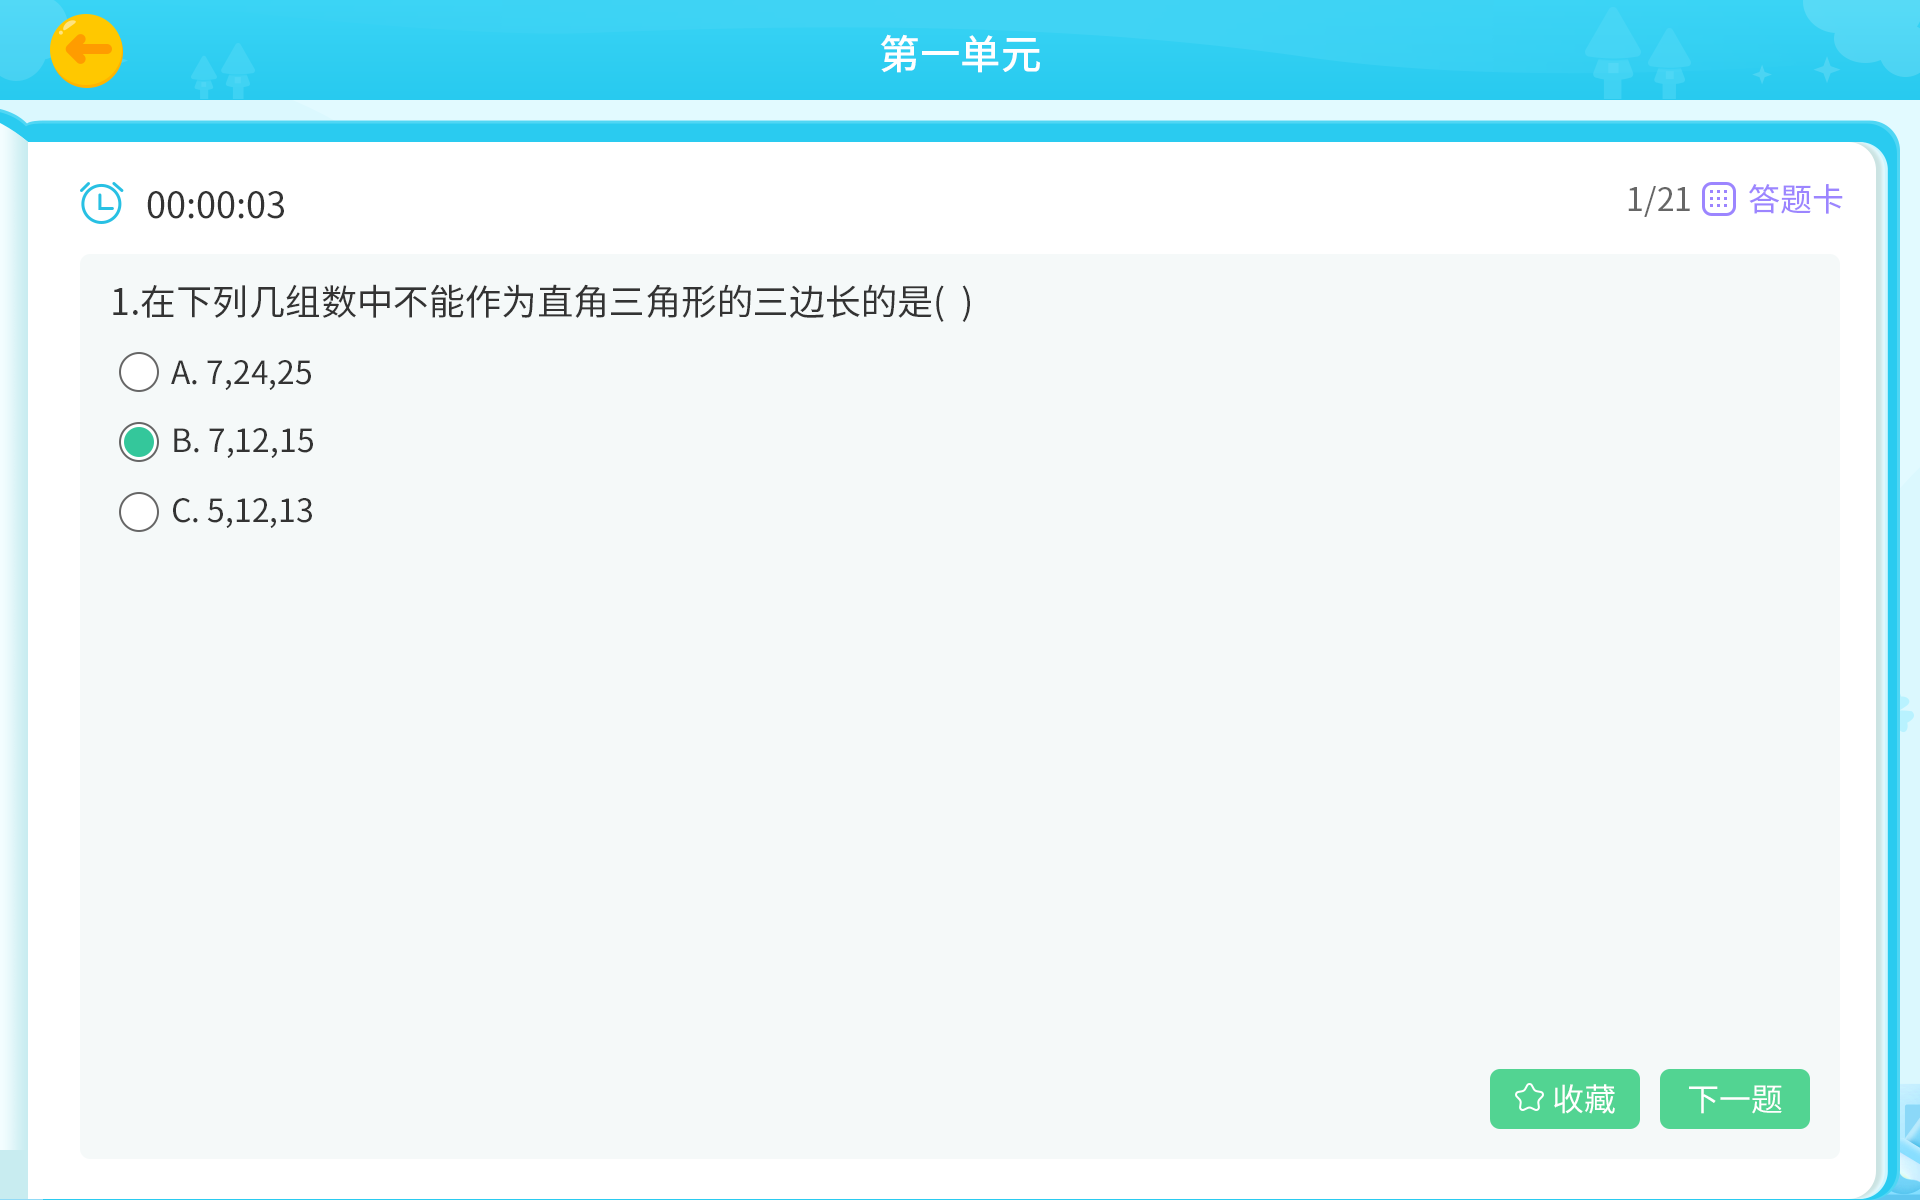 第一单元
00:00:03
1/21 答题卡
1.在下列几组数中不能作为直角三角形的三边长的是( )
A. 7,24,25
B. 7,12,15
C. 5,12,13
收藏 下一题